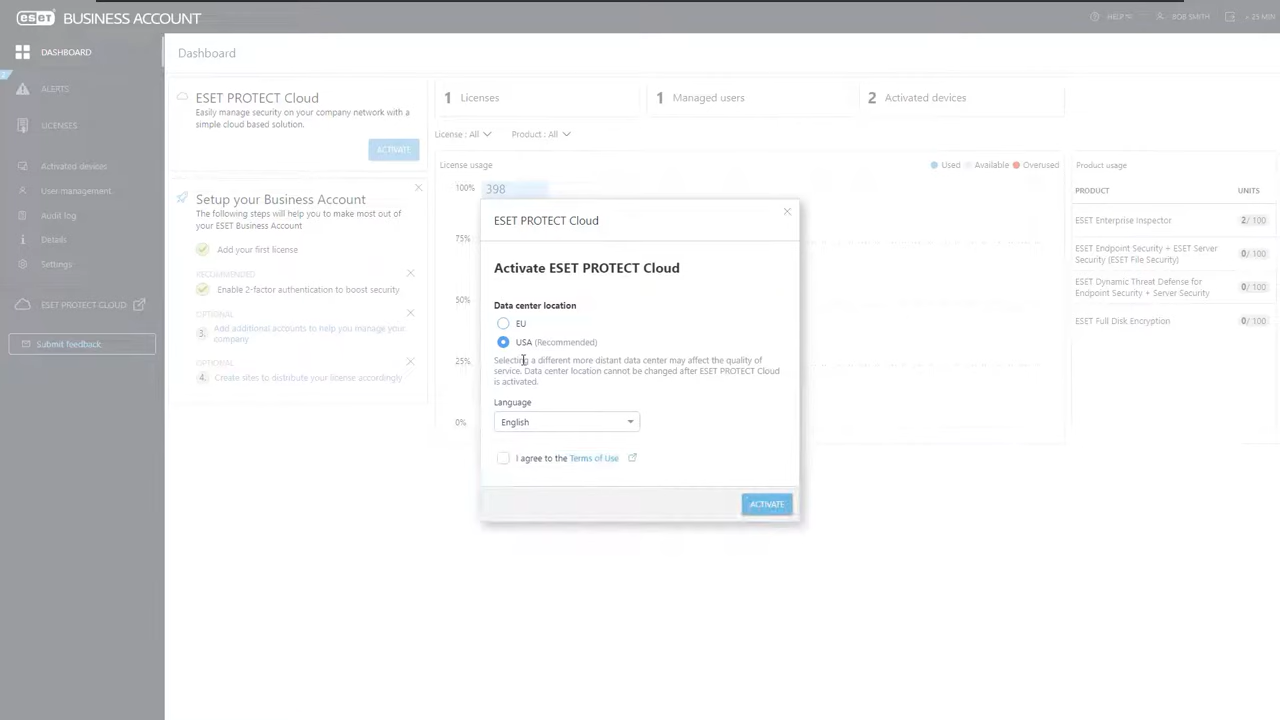 eset BUSINESS ACCOUNT
HELP
BOB SMITH
< 25 MIN
DASHBOARD
ALERTS
LICENSES
Activated devices
User management
Audit log
Details
Settings
ESET PROTECT CLOUD
Submit feedback
Dashboard
ESET PROTECT Cloud
Easily manage security on your company network with a
simple cloud based solution.
ACTIVATE
Setup your Business Account
The following steps will help you to make most out of
your ESET Business Account
Add your first license
RECOMMENDED
Enable 2-factor authentication to boost security
OPTIONAL
3. Add additional accounts to help you manage your
company
OPTIONAL
4. Create sites to distribute your license accordingly
1 Licenses
1 Managed users
2 Activated devices
License : All
Product : All
License usage
Used
Available
Overused
100%
398
75%
50%
25%
0%
Product usage
PRODUCT UNITS
ESET Enterprise Inspector 2/ 100
ESET Endpoint Security + ESET Server
Security (ESET File Security) 0/ 100
ESET Dynamic Threat Defense for
Endpoint Security + Server Security 0/ 100
ESET Full Disk Encryption 0/ 100
ESET PROTECT Cloud
Activate ESET PROTECT Cloud
Data center location
EU
USA (Recommended)
Selecting a different more distant data center may affect the quality of
service. Data center location cannot be changed after ESET PROTECT Cloud
is activated.
Language
English
I agree to the Terms of Use
ACTIVATE